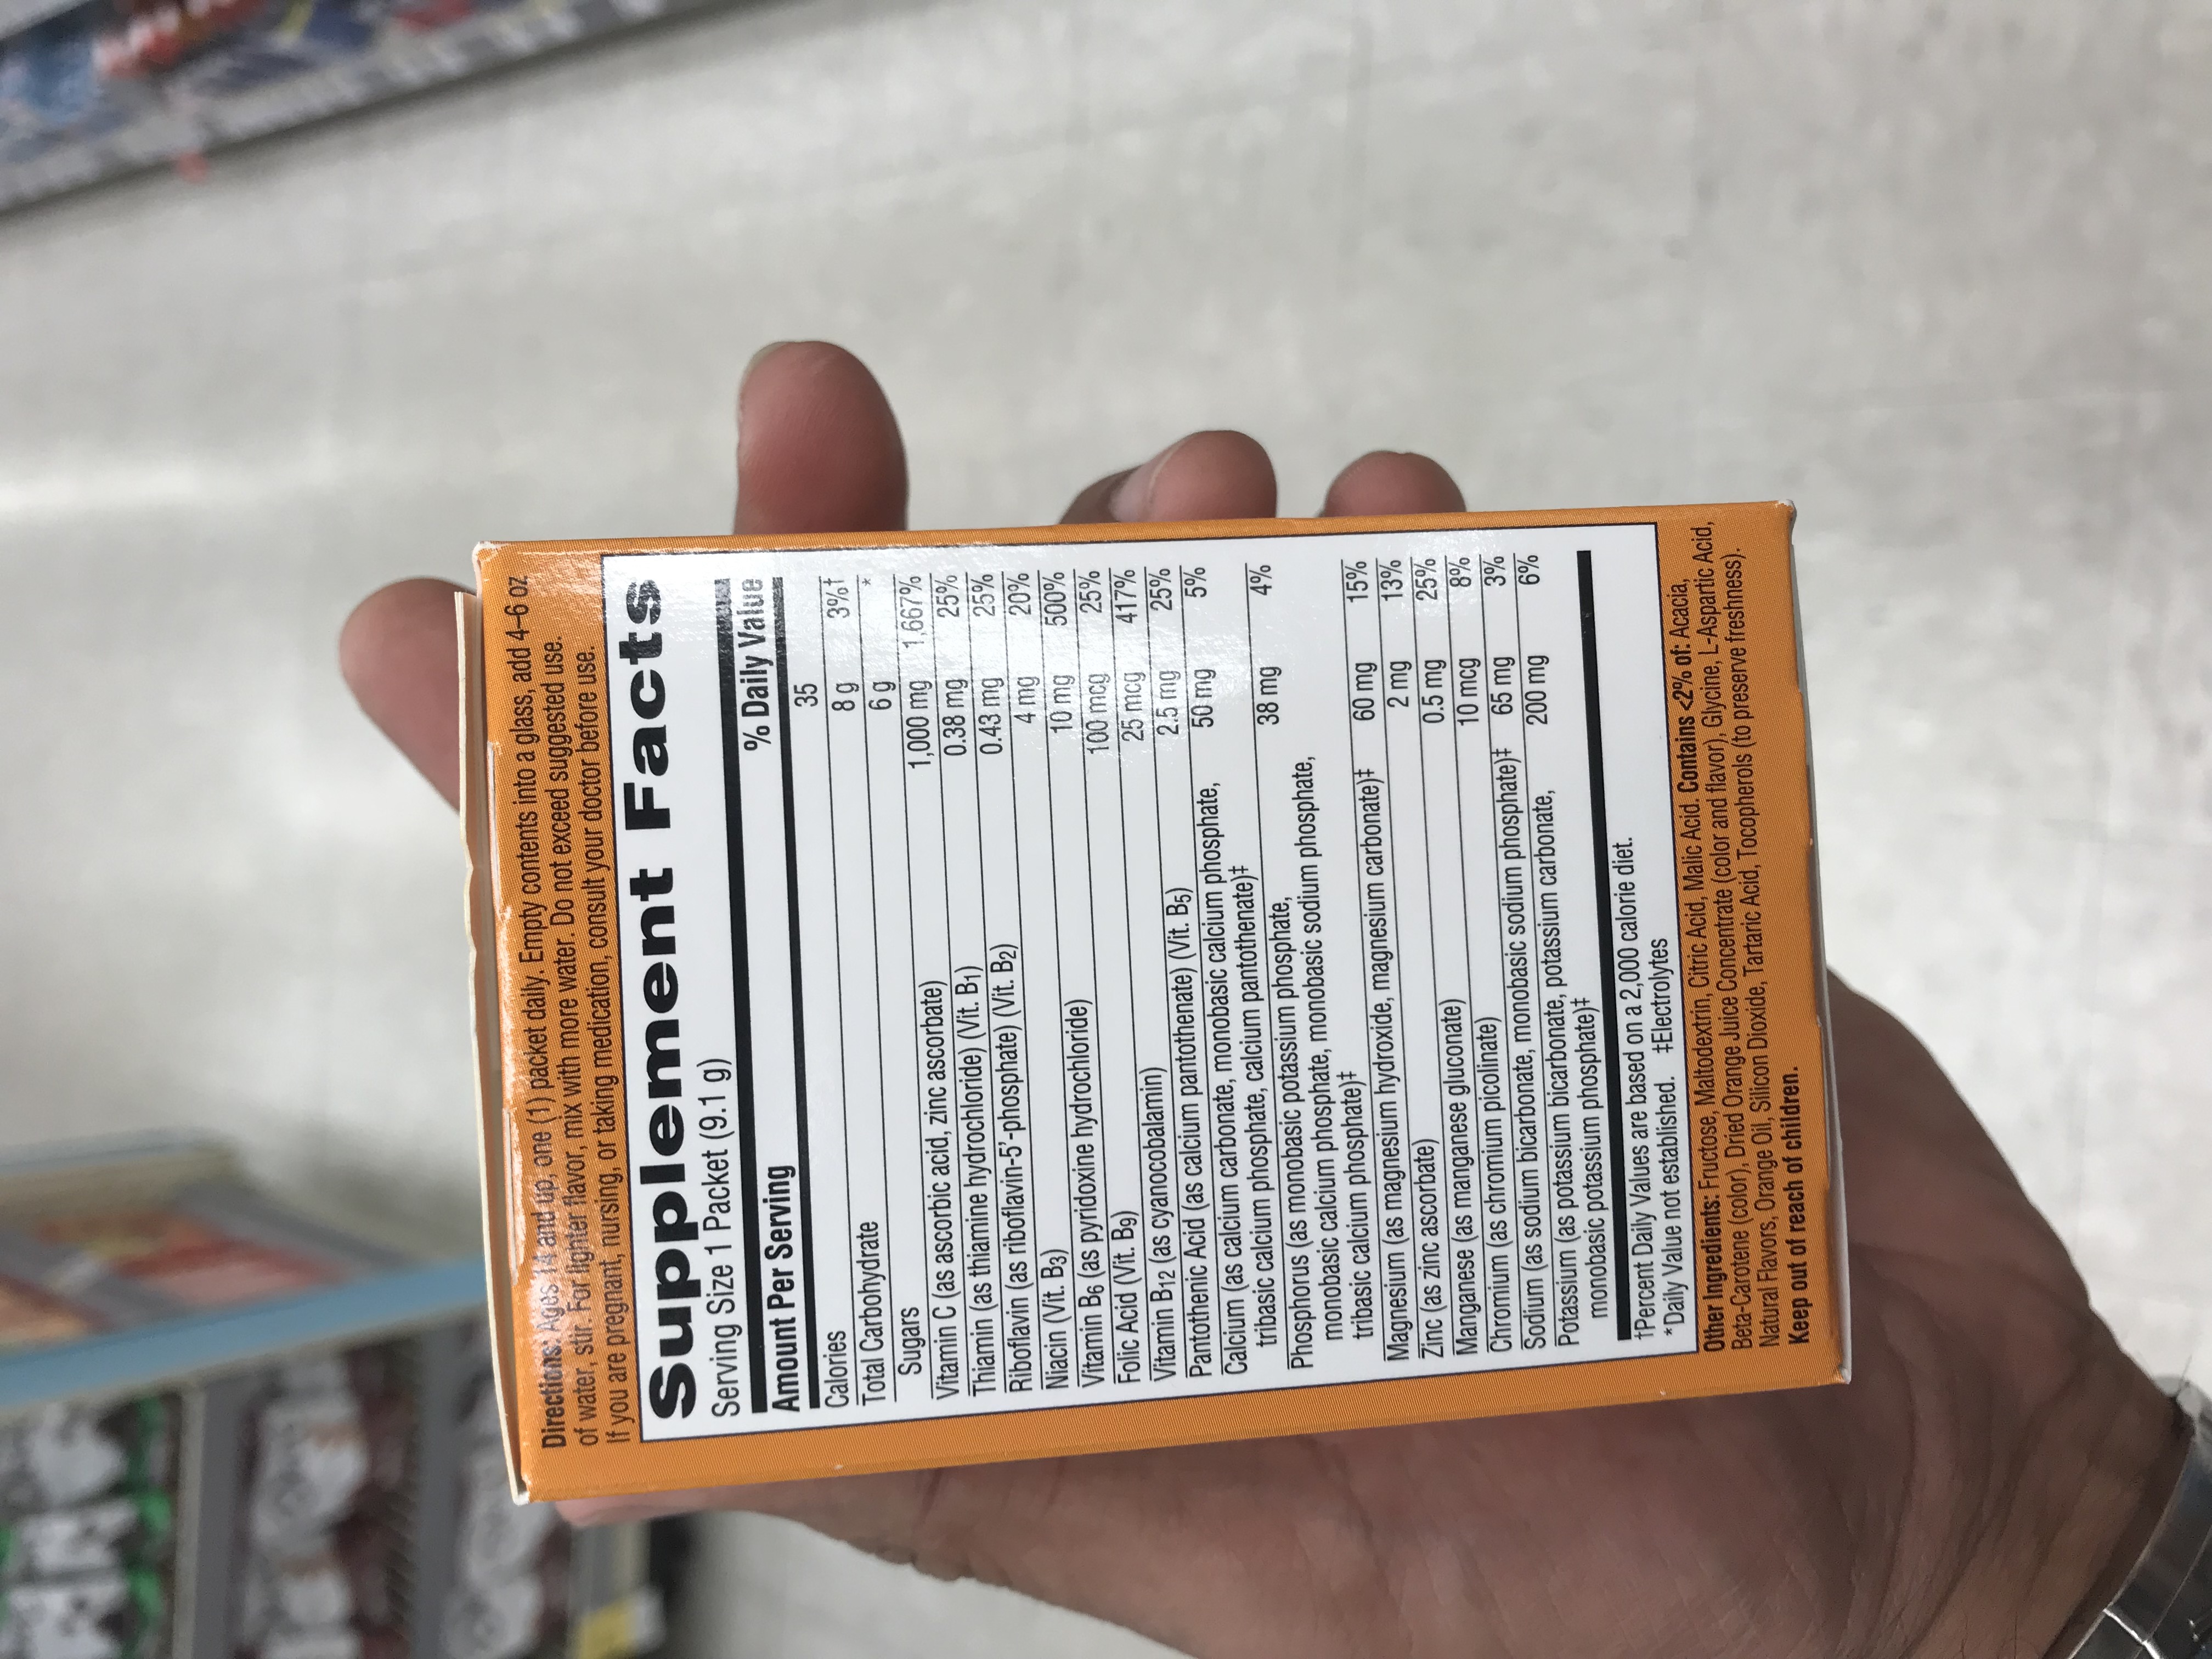 Directions: Ages 14 and up, one (1) packet daily. Empty contents into a glass, add 4–6 oz
of water, stir. For lighter flavor, mix with more water. Do not exceed suggested use.
If you are pregnant, nursing, or taking medication, consult your doctor before use.
Supplement Facts
Serving Size 1 Packet (9.1 g)
Amount Per Serving % Daily Value
Calories 35
Total Carbohydrate 8 g 3%†
Sugars 6 g *
Vitamin C (as ascorbic acid, zinc ascorbate) 1,000 mg 1,667%
Thiamin (as thiamine hydrochloride) (Vit. B1) 0.38 mg 25%
Riboflavin (as riboflavin-5'-phosphate) (Vit. B2) 0.43 mg 25%
Niacin (Vit. B3) 4 mg 20%
Vitamin B6 (as pyridoxine hydrochloride) 10 mg 500%
Folic Acid (Vit. B9) 100 mcg 25%
Vitamin B12 (as cyanocobalamin) 25 mcg 417%
Pantothenic Acid (as calcium pantothenate) (Vit. B5) 2.5 mg 25%
Calcium (as calcium carbonate, monobasic calcium phosphate, 50 mg 5%
tribasic calcium phosphate, calcium pantothenate)‡
Phosphorus (as monobasic potassium phosphate, 38 mg 4%
monobasic calcium phosphate, monobasic sodium phosphate,
tribasic calcium phosphate)‡
Magnesium (as magnesium hydroxide, magnesium carbonate)‡ 60 mg 15%
Zinc (as zinc ascorbate) 2 mg 13%
Manganese (as manganese gluconate) 0.5 mg 25%
Chromium (as chromium picolinate) 10 mcg 8%
Sodium (as sodium bicarbonate, monobasic sodium phosphate)‡ 65 mg 3%
Potassium (as potassium bicarbonate, potassium carbonate, 200 mg 6%
monobasic potassium phosphate)‡
†Percent Daily Values are based on a 2,000 calorie diet.
*Daily Value not established. ‡Electrolytes
Other Ingredients: Fructose, Maltodextrin, Citric Acid, Malic Acid. Contains <2% of: Acacia,
Beta-Carotene (color), Dried Orange Juice Concentrate (color and flavor), Glycine, L-Aspartic Acid,
Natural Flavors, Orange Oil, Silicon Dioxide, Tartaric Acid, Tocopherols (to preserve freshness).
Keep out of reach of children.